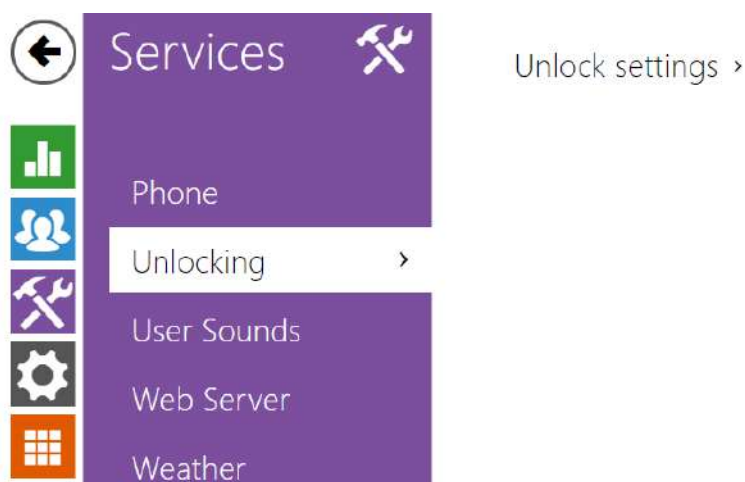 Services
Unlock settings ›
Phone
Unlocking ›
User Sounds
Web Server
Weather